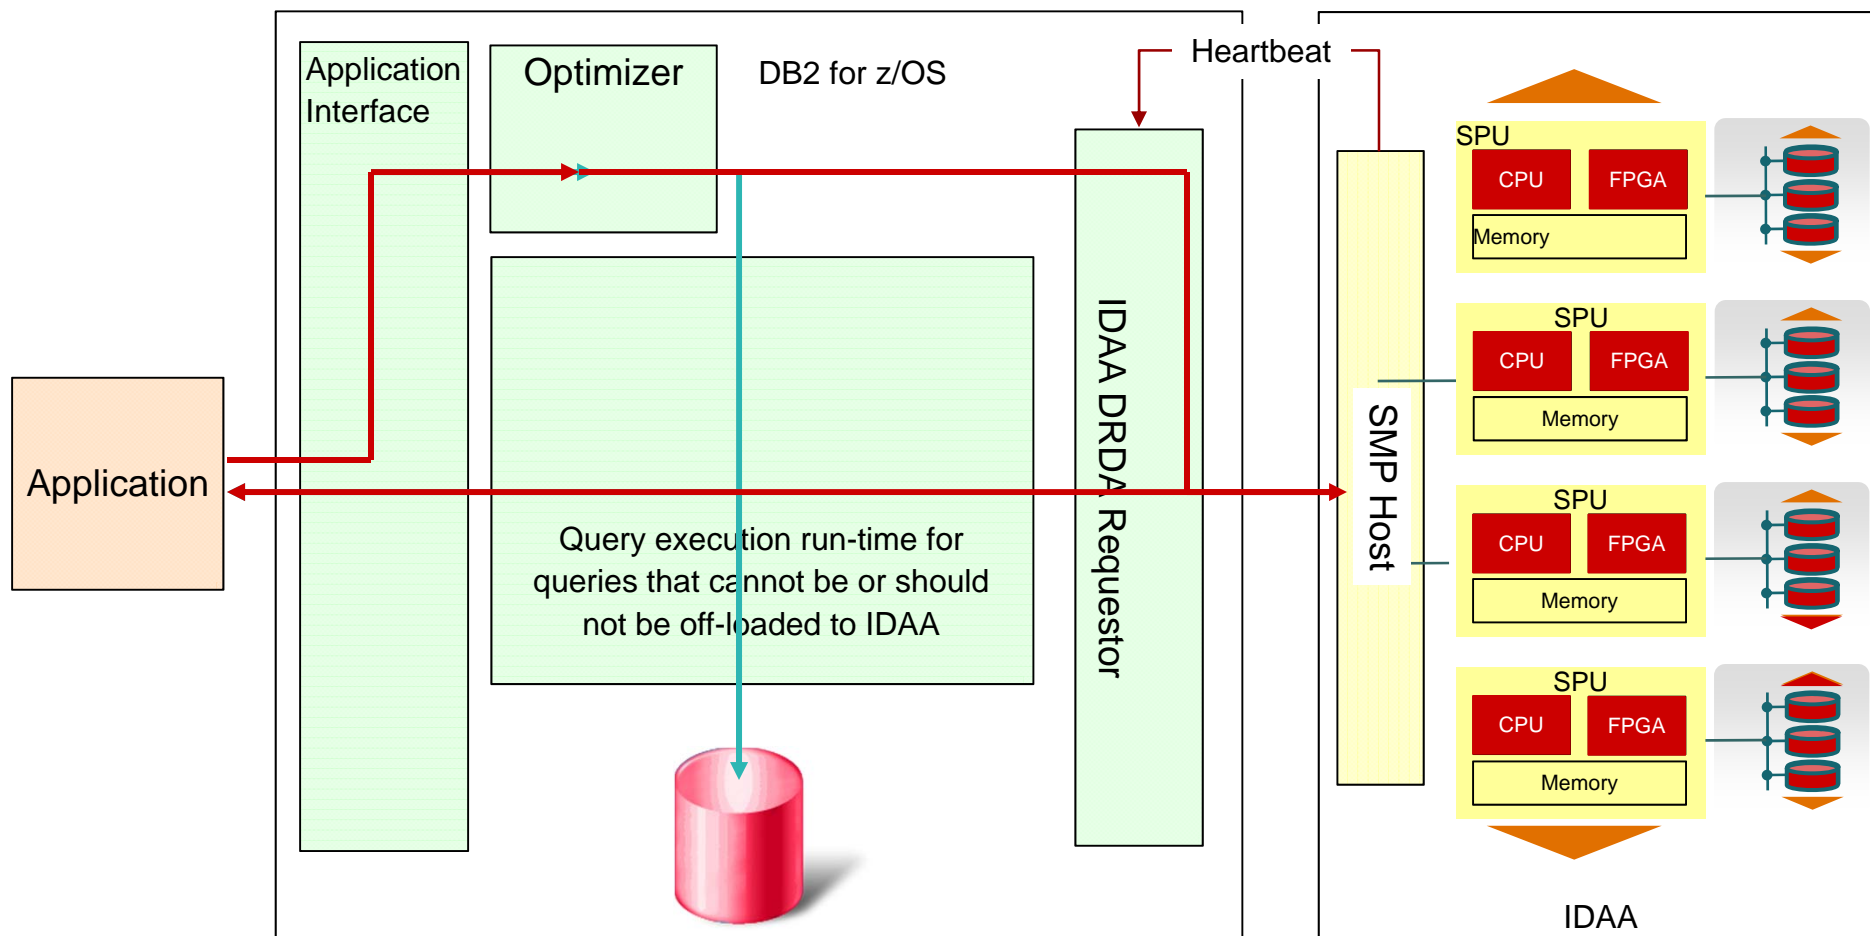 Application
Application
Interface
Optimizer
DB2 for z/OS
Query execution run-time for
queries that cannot be or should
not be off-loaded to IDAA
IDAA DRDA Requestor
Heartbeat
SMP Host
SPU
CPU
FPGA
Memory
SPU
CPU
FPGA
Memory
SPU
CPU
FPGA
Memory
SPU
CPU
FPGA
Memory
IDAA